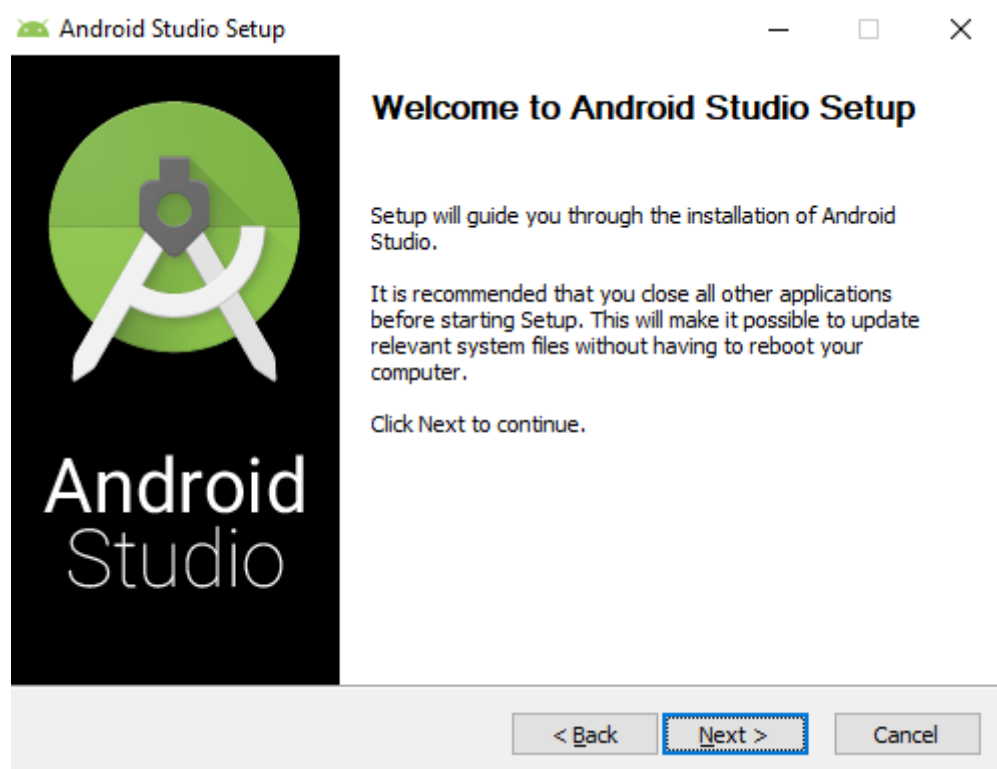 Android Studio Setup
Welcome to Android Studio Setup
Setup will guide you through the installation of Android
Studio.
It is recommended that you close all other applications
before starting Setup. This will make it possible to update
relevant system files without having to reboot your
computer.
Click Next to continue.
Android
Studio
< Back
Next >
Cancel